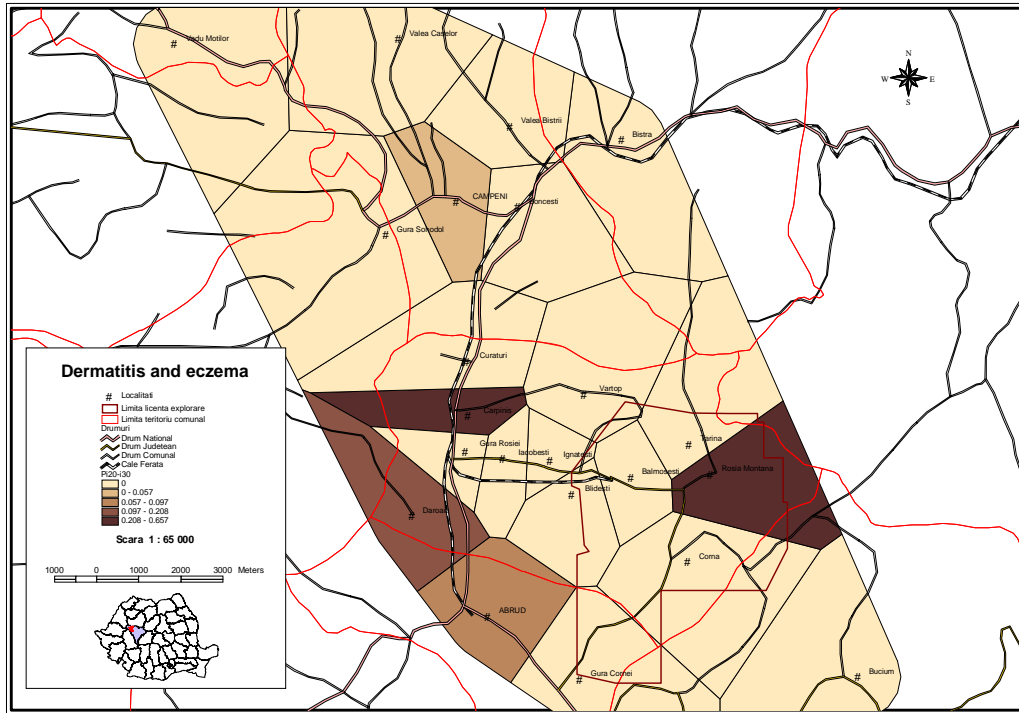 Vadu Motilor
Valea Caselor
N
W E
S
Valea Bistrii
Bistra
CAMPENI
Boncesti
Gura Sohodol
Curaturi
Vartop
Carpinis
Tarina
Gura Rosiei
Iacobesti
Ignatesti
Balmosesti
Rosia Montana
Blidesti
Daroaia
Corna
ABRUD
Gura Cornei
Bucium
Dermatitis and eczema
# Localitati
Limita licenta explorare
Limita teritoriu comunal
Drumuri
Drum National
Drum Judetean
Drum Comunal
Cale Ferata
Pl20-i30
0
0 - 0.057
0.057 - 0.097
0.097 - 0.208
0.208 - 0.657
Scara 1 : 65 000
1000 0 1000 2000 3000 Meters